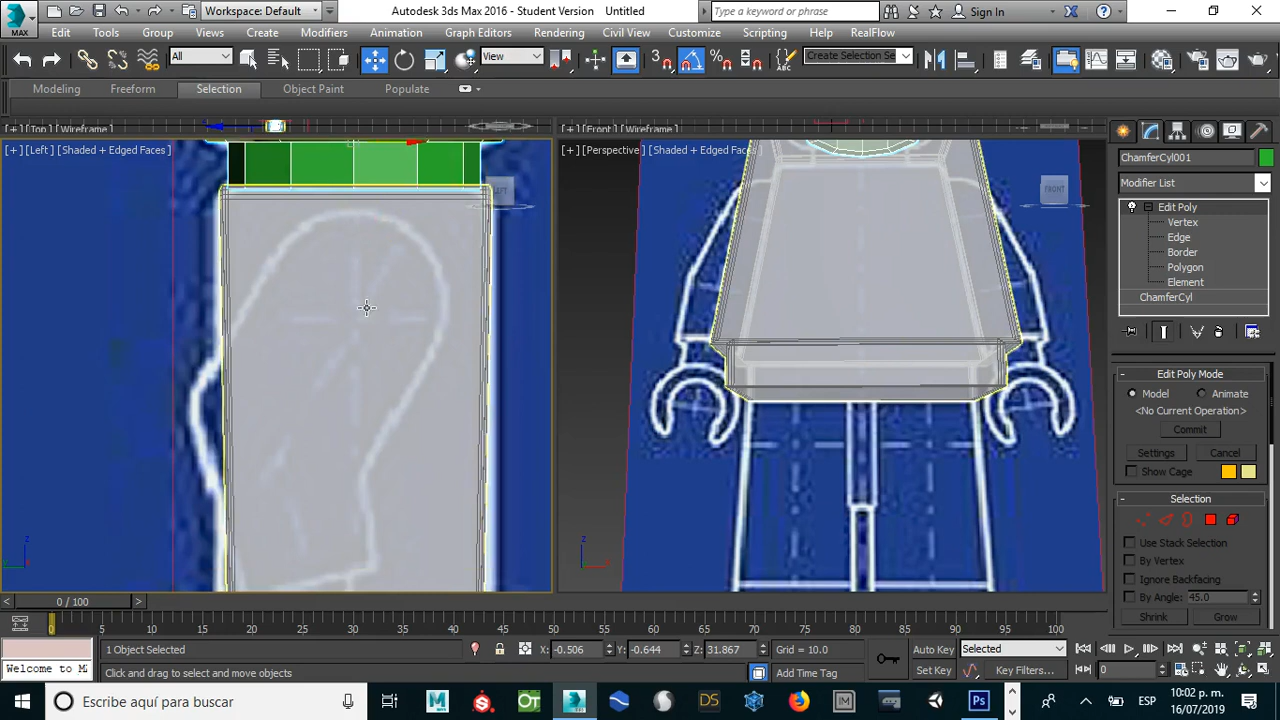 Workspace: Default
Autodesk 3ds Max 2016 - Student Version
Untitled
Type a keyword or phrase
Sign In
MAX
Edit
Tools
Group
Views
Create
Modifiers
Animation
Graph Editors
Rendering
Civil View
Customize
Scripting
Help
RealFlow
All
View
3
Create Selection Se
Modeling
Freeform
Selection
Object Paint
Populate
[+] [Top] [Wireframe]
[+] [Front] [Wireframe]
[+] [Left] [Shaded + Edged Faces]
LEFT
[+] [Perspective] [Shaded + Edged Faces
FRONT
z
z
ChamferCyl001
Modifier List
Edit Poly
Vertex
Edge
Border
Polygon
Element
ChamferCyl
- Edit Poly Mode
Model
Animate
<No Current Operation>
Commit
Settings
Cancel
Show Cage
- Selection
Use Stack Selection
By Vertex
Ignore Backfacing
By Angle: 45.0
Shrink
Grow
< 0 / 100 >
0 5 10 15 20 25 30 35 40 45 50 55 60 65 70 75 80 85 90 95 100
1 Object Selected
X: -0.506
Y: -0.644
Z: 31.867
Grid = 10.0
Auto Key
Selected
Welcome to M
Click and drag to select and move objects
Add Time Tag
Set Key
Key Filters...
0
Escribe aquí para buscar
M
S
OT
DS
IM
Ps
ESP
10:02 p. m.
16/07/2019